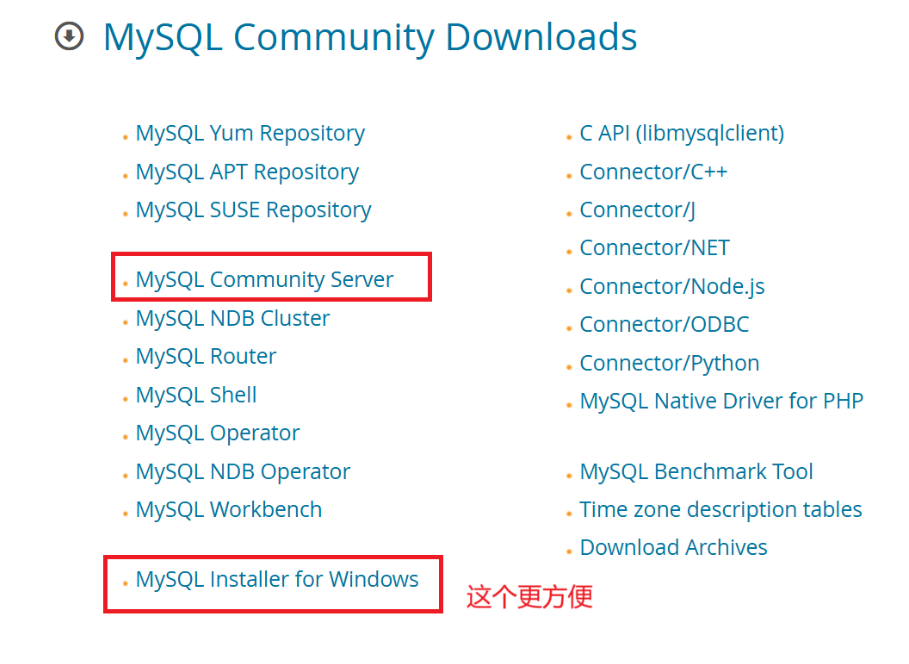 MySQL Community Downloads
MySQL Yum Repository
MySQL APT Repository
MySQL SUSE Repository
MySQL Community Server
MySQL NDB Cluster
MySQL Router
MySQL Shell
MySQL Operator
MySQL NDB Operator
MySQL Workbench
MySQL Installer for Windows
这个更方便
C API (libmysqlclient)
Connector/C++
Connector/J
Connector/NET
Connector/Node.js
Connector/ODBC
Connector/Python
MySQL Native Driver for PHP
MySQL Benchmark Tool
Time zone description tables
Download Archives